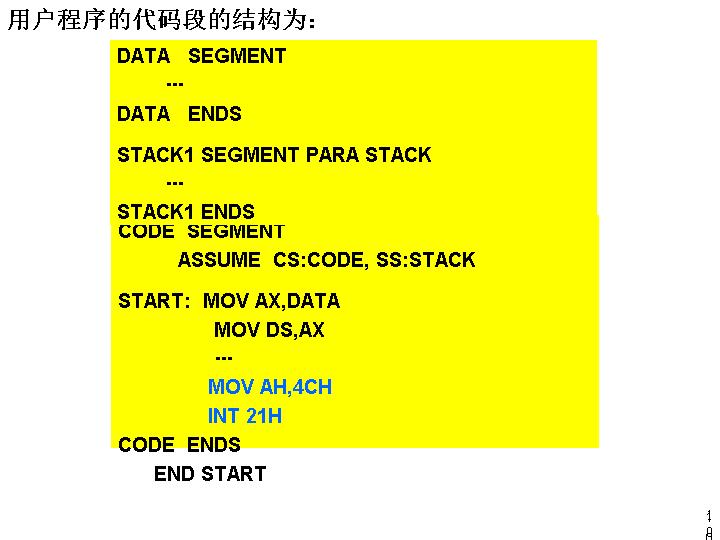 用户程序的代码段的结构为：
DATA SEGMENT
---
DATA ENDS
STACK1 SEGMENT PARA STACK
---
STACK1 ENDS
CODE SEGMENT
ASSUME CS:CODE, SS:STACK
START: MOV AX,DATA
MOV DS,AX
---
MOV AH,4CH
INT 21H
CODE ENDS
END START